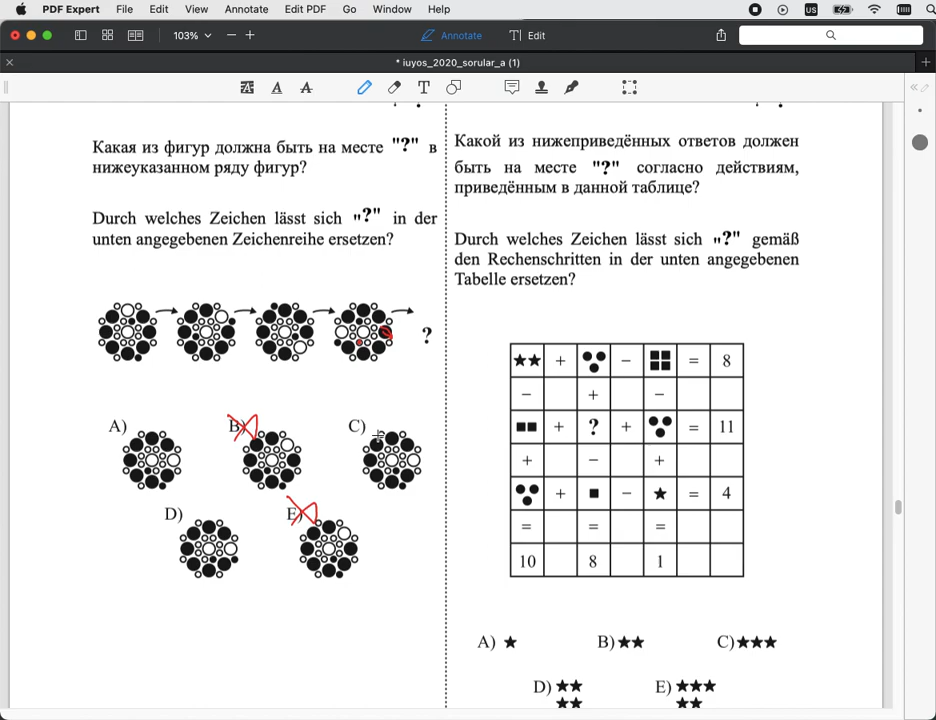 PDF Expert File Edit View Annotate Edit PDF Go Window Help US
103% Annotate Edit
* iuyos_2020_sorular_a (1)
Какая из фигур должна быть на месте "?" в
нижеуказанном ряду фигур?
Durch welches Zeichen lässt sich "?" in der
unten angegebenen Zeichenreihe ersetzen?
?
A) B) C)
D) E)
Какой из нижеприведённых ответов должен
быть на месте "?" согласно действиям,
приведённым в данной таблице?
Durch welches Zeichen lässt sich „?" gemäß
den Rechenschritten in der unten angegebenen
Tabelle ersetzen?
★★ + − = 8
− + −
+ ? + = 11
+ − +
+ ■ − ★ = 4
= = =
10 8 1
A) ★ B) ★★ C) ★★★
D) ★★ E) ★★★
★★ ★★